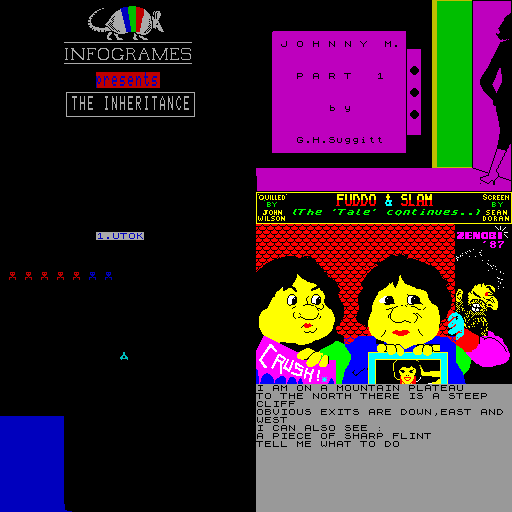 INFOGRAMES
presents
THE INHERITANCE
JOHNNY M.
PART 1
by
G.H.Suggitt
'QUILLED'
BY
JOHN
WILSON
FUDDO & SLAM
(The 'Tale' continues..)
SCREEN
BY
SEAN
DORAN
1.UTOK
ZENOBI
'87
CRUSH!
I AM ON A MOUNTAIN PLATEAU
TO THE NORTH THERE IS A STEEP
CLIFF
OBVIOUS EXITS ARE DOWN,EAST AND
WEST
I CAN ALSO SEE :
A PIECE OF SHARP FLINT
TELL ME WHAT TO DO